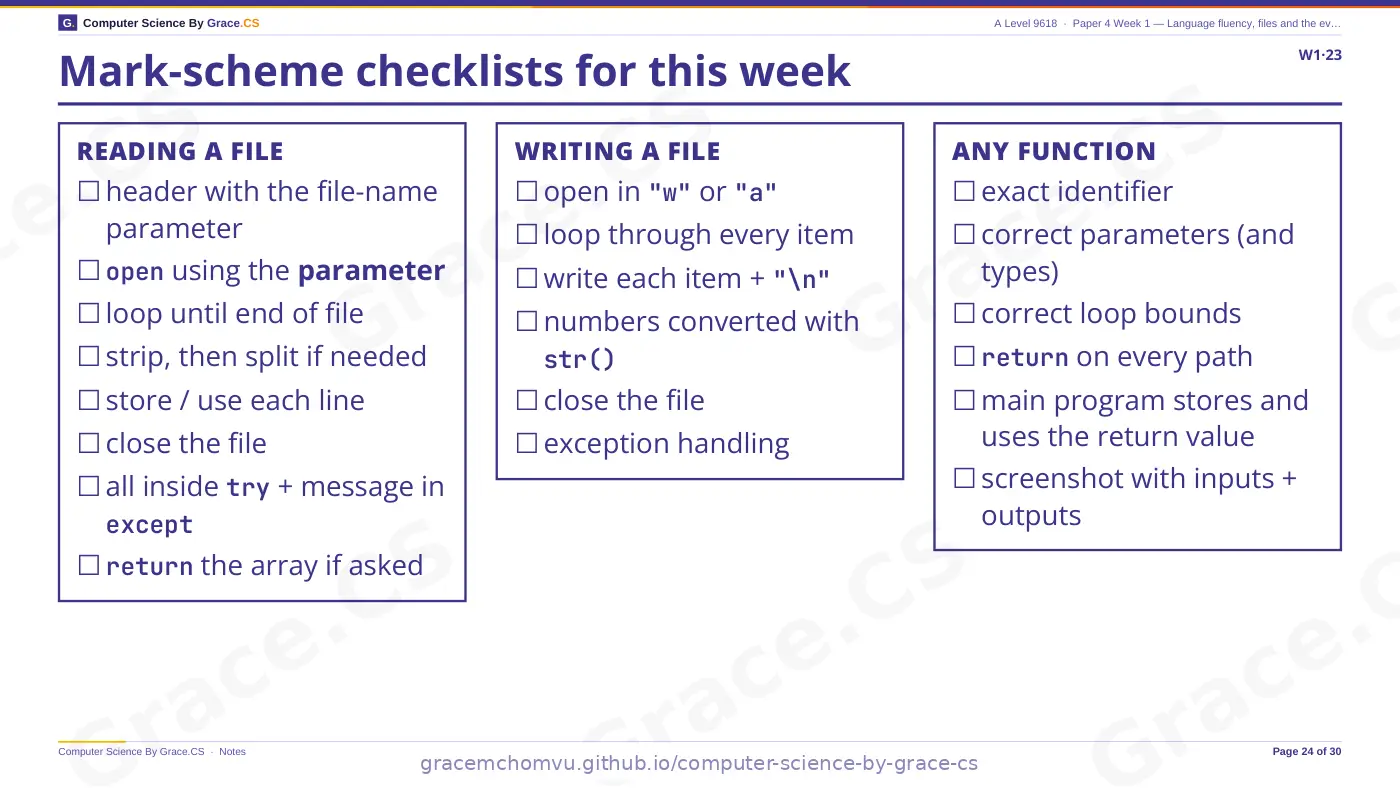 G. Computer Science By Grace.CS
A Level 9618 · Paper 4 Week 1 — Language fluency, files and the ev…
Mark-scheme checklists for this week
W1·23
READING A FILE
☐ header with the file-name
parameter
☐ open using the parameter
☐ loop until end of file
☐ strip, then split if needed
☐ store / use each line
☐ close the file
☐ all inside try + message in
except
☐ return the array if asked
WRITING A FILE
☐ open in "w" or "a"
☐ loop through every item
☐ write each item + "\n"
☐ numbers converted with
str()
☐ close the file
☐ exception handling
ANY FUNCTION
☐ exact identifier
☐ correct parameters (and
types)
☐ correct loop bounds
☐ return on every path
☐ main program stores and
uses the return value
☐ screenshot with inputs +
outputs
Computer Science By Grace.CS · Notes
gracemchomvu.github.io/computer-science-by-grace-cs
Page 24 of 30